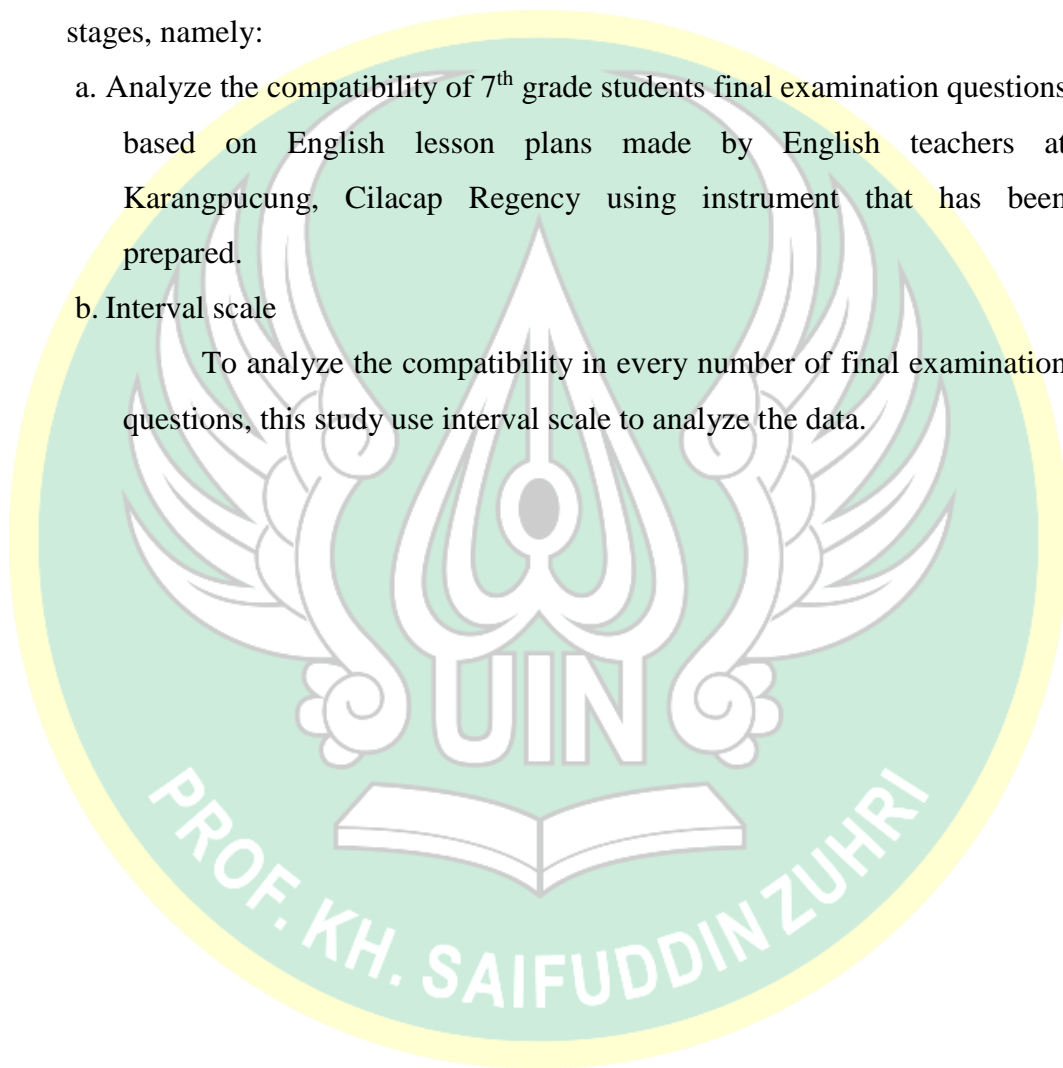 stages, namely:
a. Analyze the compatibility of 7th grade students final examination questions
based on English lesson plans made by English teachers at
Karangpucung, Cilacap Regency using instrument that has been
prepared.
b. Interval scale
To analyze the compatibility in every number of final examination
questions, this study use interval scale to analyze the data.
UIN
PROF. KH. SAIFUDDIN ZUHRI